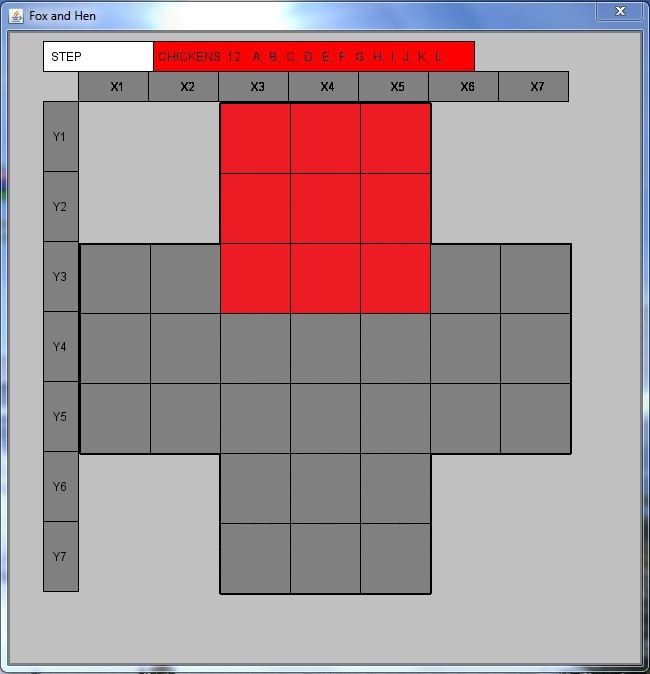 Fox and Hen
STEP CHICKENS 12 A, B, C, D, E, F, G, H, I, J, K, L,
X1 X2 X3 X4 X5 X6 X7
Y1
Y2
Y3
Y4
Y5
Y6
Y7